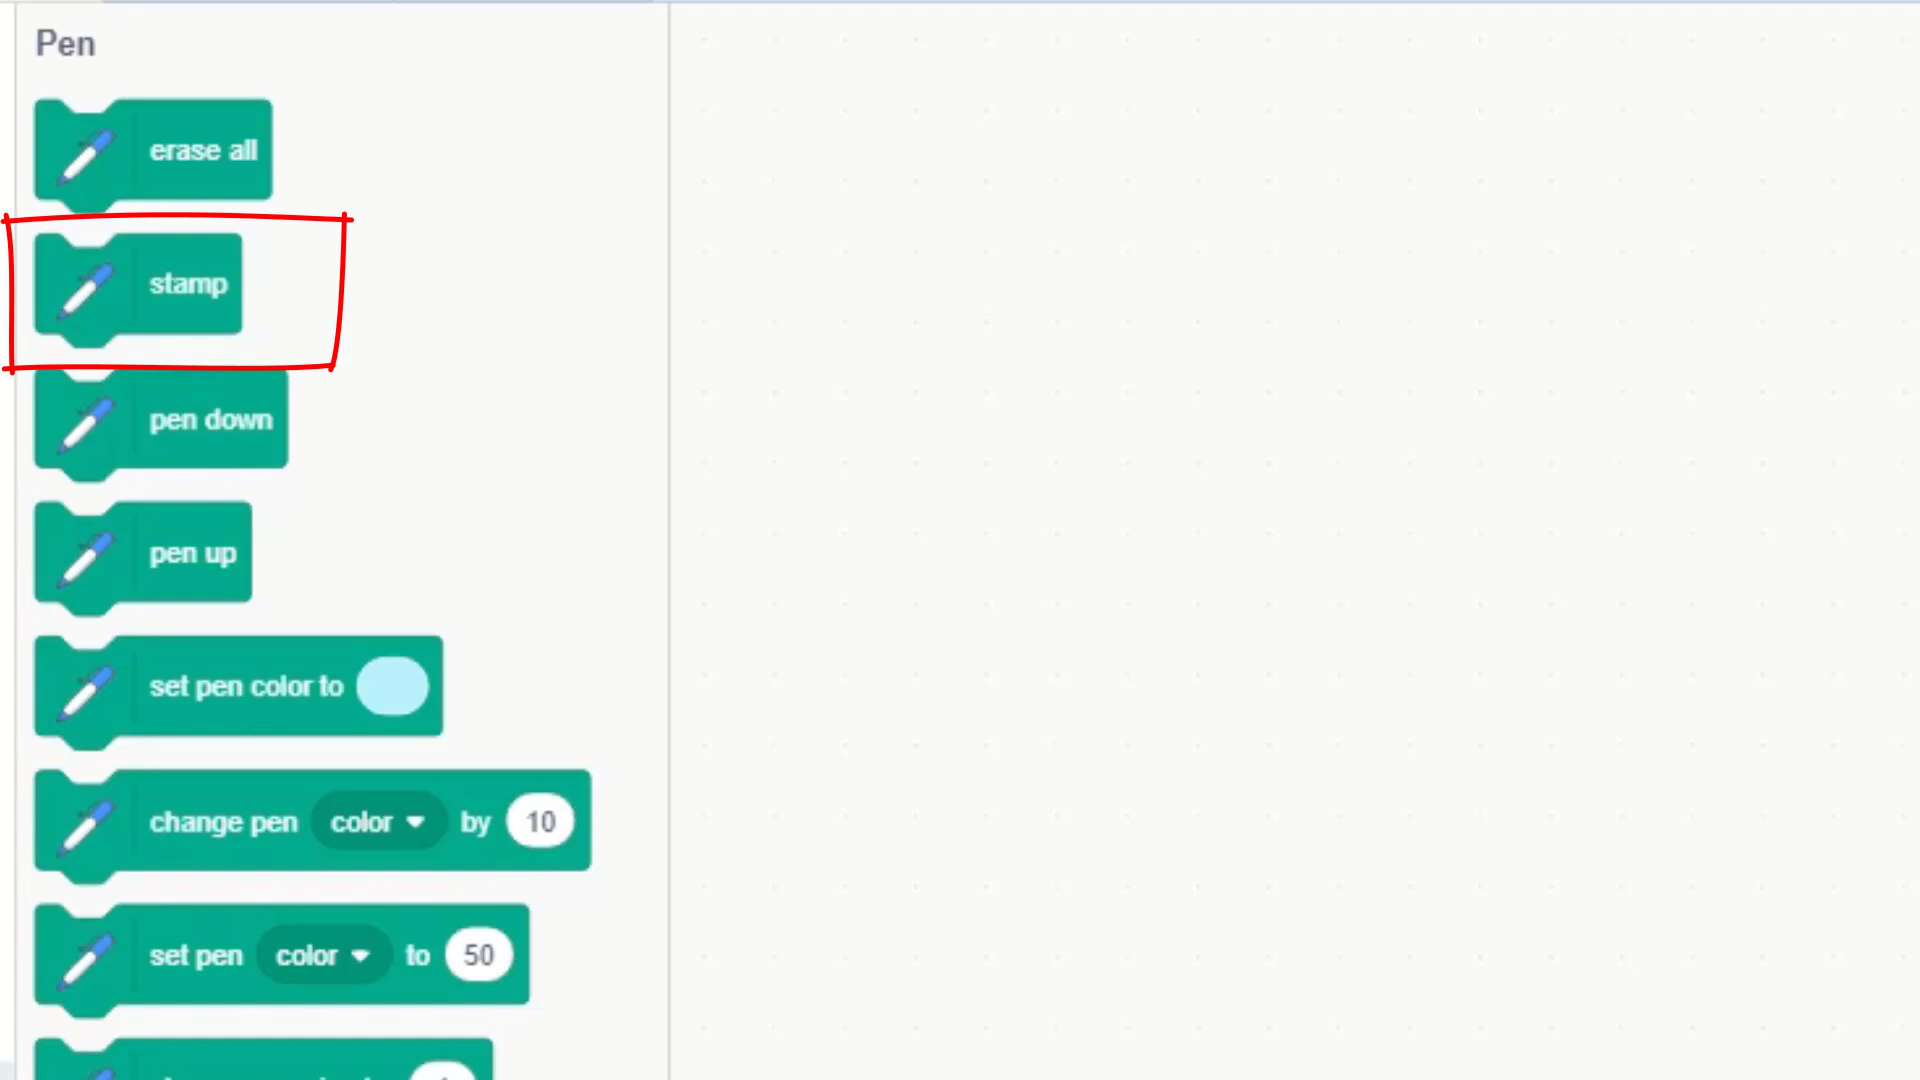 Pen
erase all
stamp
pen down
pen up
set pen color to
change pen color by 10
set pen color to 50